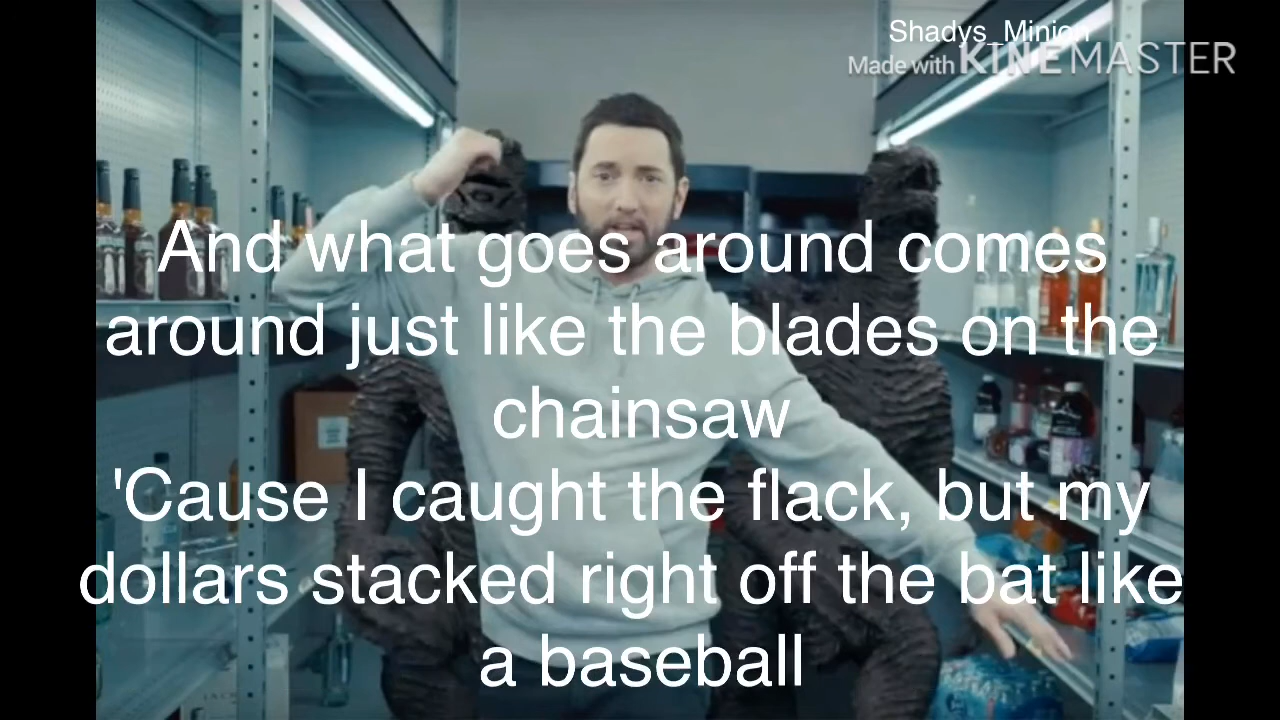 Shadys_Minion
Made with KINEMASTER
And what goes around comes
around just like the blades on the
chainsaw
'Cause I caught the flack, but my
dollars stacked right off the bat like
a baseball